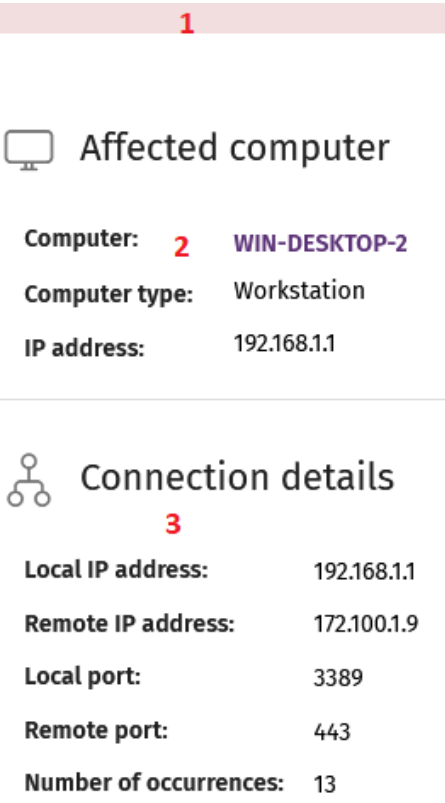 1
Affected computer
Computer: 2 WIN-DESKTOP-2
Computer type: Workstation
IP address: 192.168.1.1
Connection details
3
Local IP address: 192.168.1.1
Remote IP address: 172.100.1.9
Local port: 3389
Remote port: 443
Number of occurrences: 13